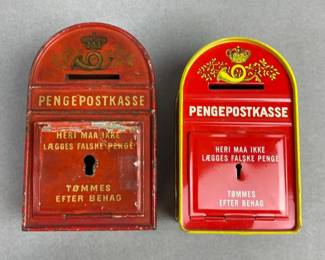 PENGEPOSTKASSE
HERI MAA IKKE
LÆGGES FALSKE PENGE
TØMMES
EFTER BEHAG
PENGEPOSTKASSE
HERI MAA IKKE
LÆGGES FALSKE PENGE
TØMMES
EFTER BEHAG